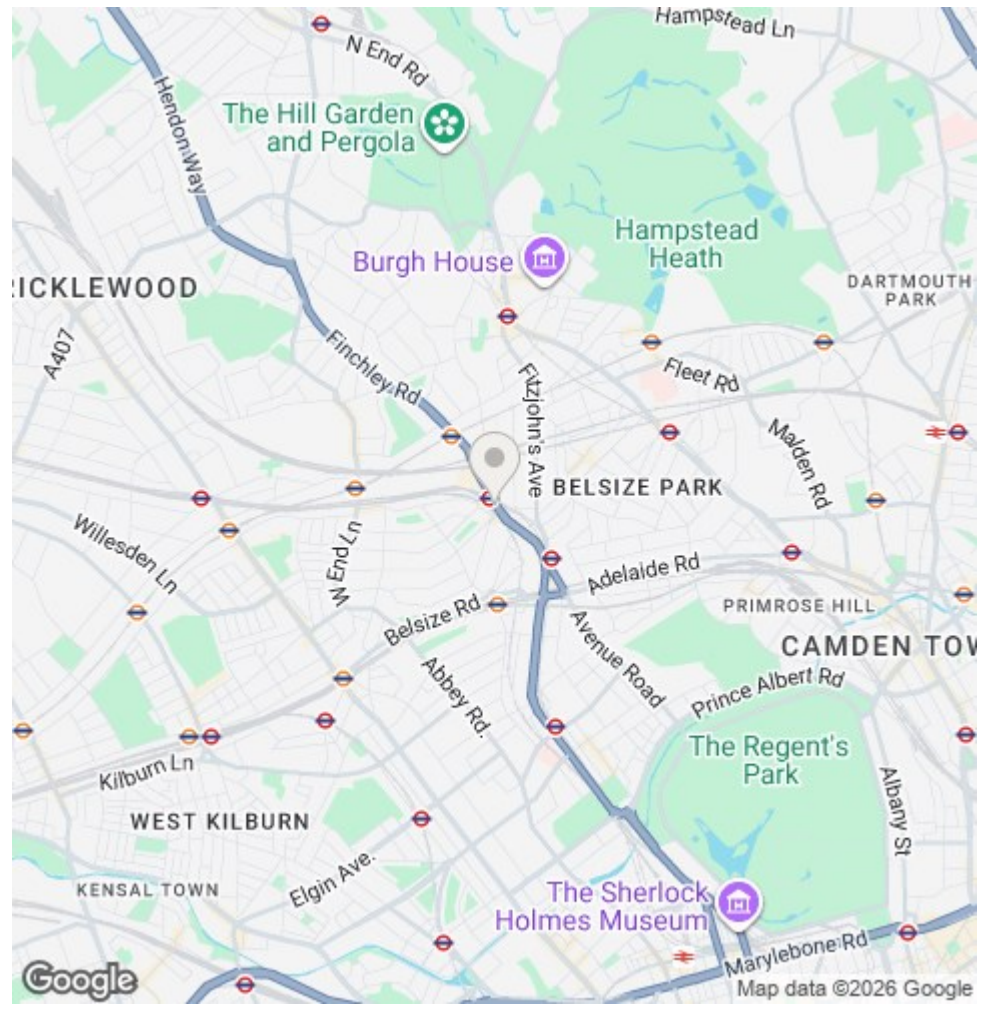 Hampstead Ln
N End Rd
Hendon Way
The Hill Garden
and Pergola
Hampstead
Heath
Burgh House
RICKLEWOOD
DARTMOUTH
PARK
A407
Finchley Rd
Fitzjohn's Ave
Fleet Rd
Malden Rd
BELSIZE PARK
Willesden Ln
W End Ln
Adelaide Rd
Belsize Rd
PRIMROSE HILL
Avenue Road
CAMDEN TOW
Abbey Rd.
Prince Albert Rd
The Regent's
Park
Kilburn Ln
Albany St
WEST KILBURN
Elgin Ave.
KENSAL TOWN
The Sherlock
Holmes Museum
Marylebone Rd
Google
Map data ©2026 Google